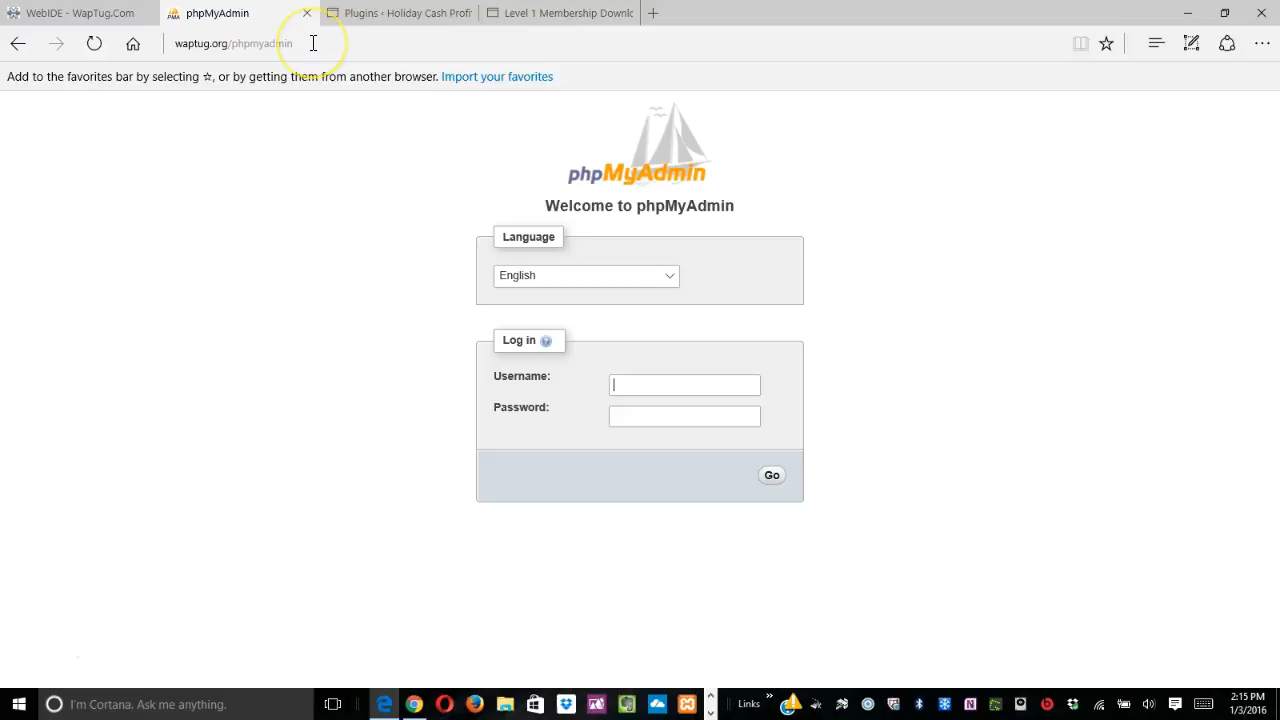 WebIDE - WapTug.Com
phpMyAdmin
Plugins ‹ Holiday Cash Profi
Level 1 Membership Downlo
waptug.org/phpmyadmin
Add to the favorites bar by selecting ☆, or by getting them from another browser. Import your favorites
phpMyAdmin
Welcome to phpMyAdmin
Language
English
Log in
Username:
Password:
Go
I'm Cortana. Ask me anything.
Links
2:15 PM
1/3/2016